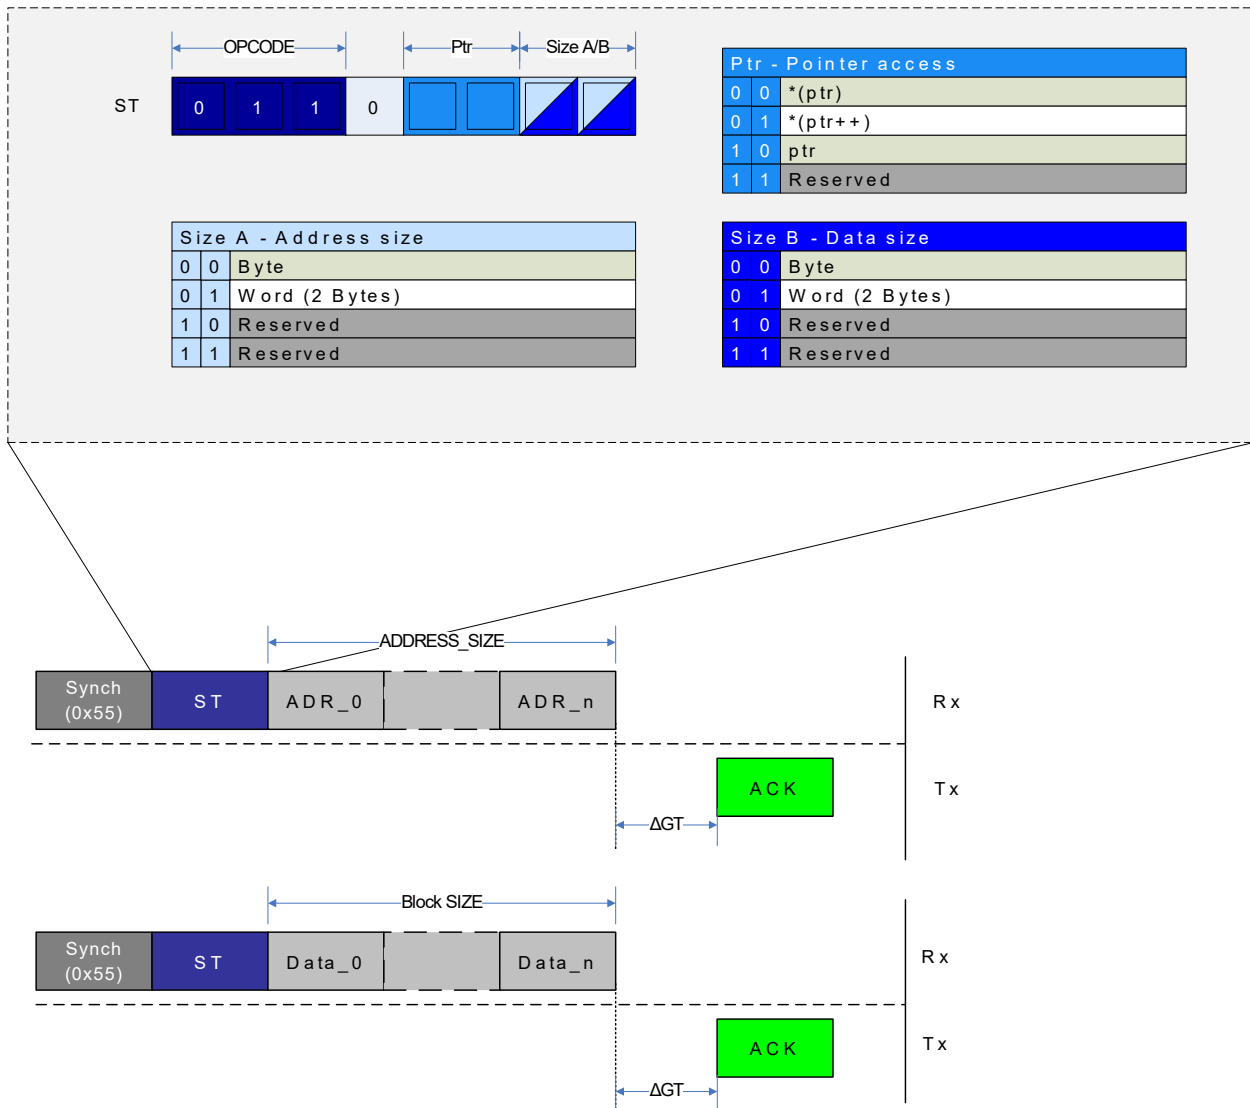 OPCODE Ptr Size A/B
ST 0 1 1 0
Ptr - Pointer access
0 0 *(ptr)
0 1 *(ptr++)
1 0 ptr
1 1 Reserved
Size A - Address size
0 0 Byte
0 1 Word (2 Bytes)
1 0 Reserved
1 1 Reserved
Size B - Data size
0 0 Byte
0 1 Word (2 Bytes)
1 0 Reserved
1 1 Reserved
ADDRESS_SIZE
Synch
(0x55)
ST ADR_0 ADR_n Rx
ACK Tx
ΔGT
Block SIZE
Synch
(0x55)
ST Data_0 Data_n Rx
ACK Tx
ΔGT